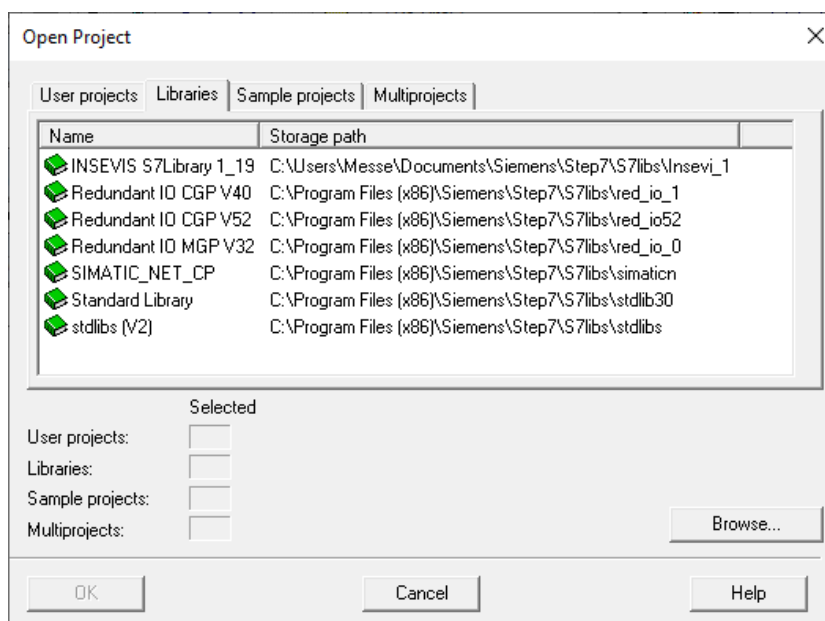 Open Project
User projects Libraries Sample projects Multiprojects
Name Storage path
INSEVIS S7Library 1_19 C:\Users\Messe\Documents\Siemens\Step7\S7libs\Insevi_1
Redundant IO CGP V40 C:\Program Files (x86)\Siemens\Step7\S7libs\red_io_1
Redundant IO CGP V52 C:\Program Files (x86)\Siemens\Step7\S7libs\red_io52
Redundant IO MGP V32 C:\Program Files (x86)\Siemens\Step7\S7libs\red_io_0
SIMATIC_NET_CP C:\Program Files (x86)\Siemens\Step7\S7libs\simaticn
Standard Library C:\Program Files (x86)\Siemens\Step7\S7libs\stdlib30
stdlibs (V2) C:\Program Files (x86)\Siemens\Step7\S7libs\stdlibs
Selected
User projects:
Libraries:
Sample projects:
Multiprojects:
Browse...
OK Cancel Help